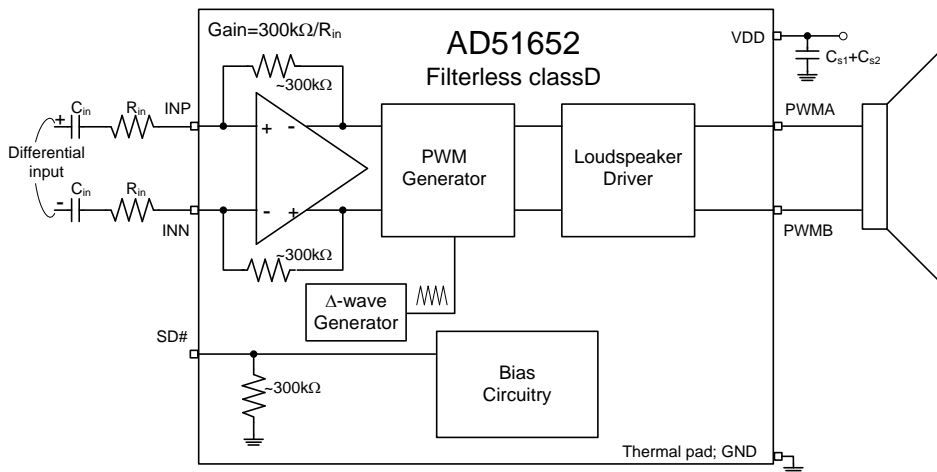 Gain=300kΩ/Rin
AD51652
Filterless classD
VDD
Cs1+Cs2
~300kΩ
Cin
Rin
INP
+
+ -
PWMA
Differential
input
PWM
Generator
Loudspeaker
Driver
Cin
Rin
-
- +
INN
PWMB
~300kΩ
Δ-wave
Generator
SD#
~300kΩ
Bias
Circuitry
Thermal pad; GND